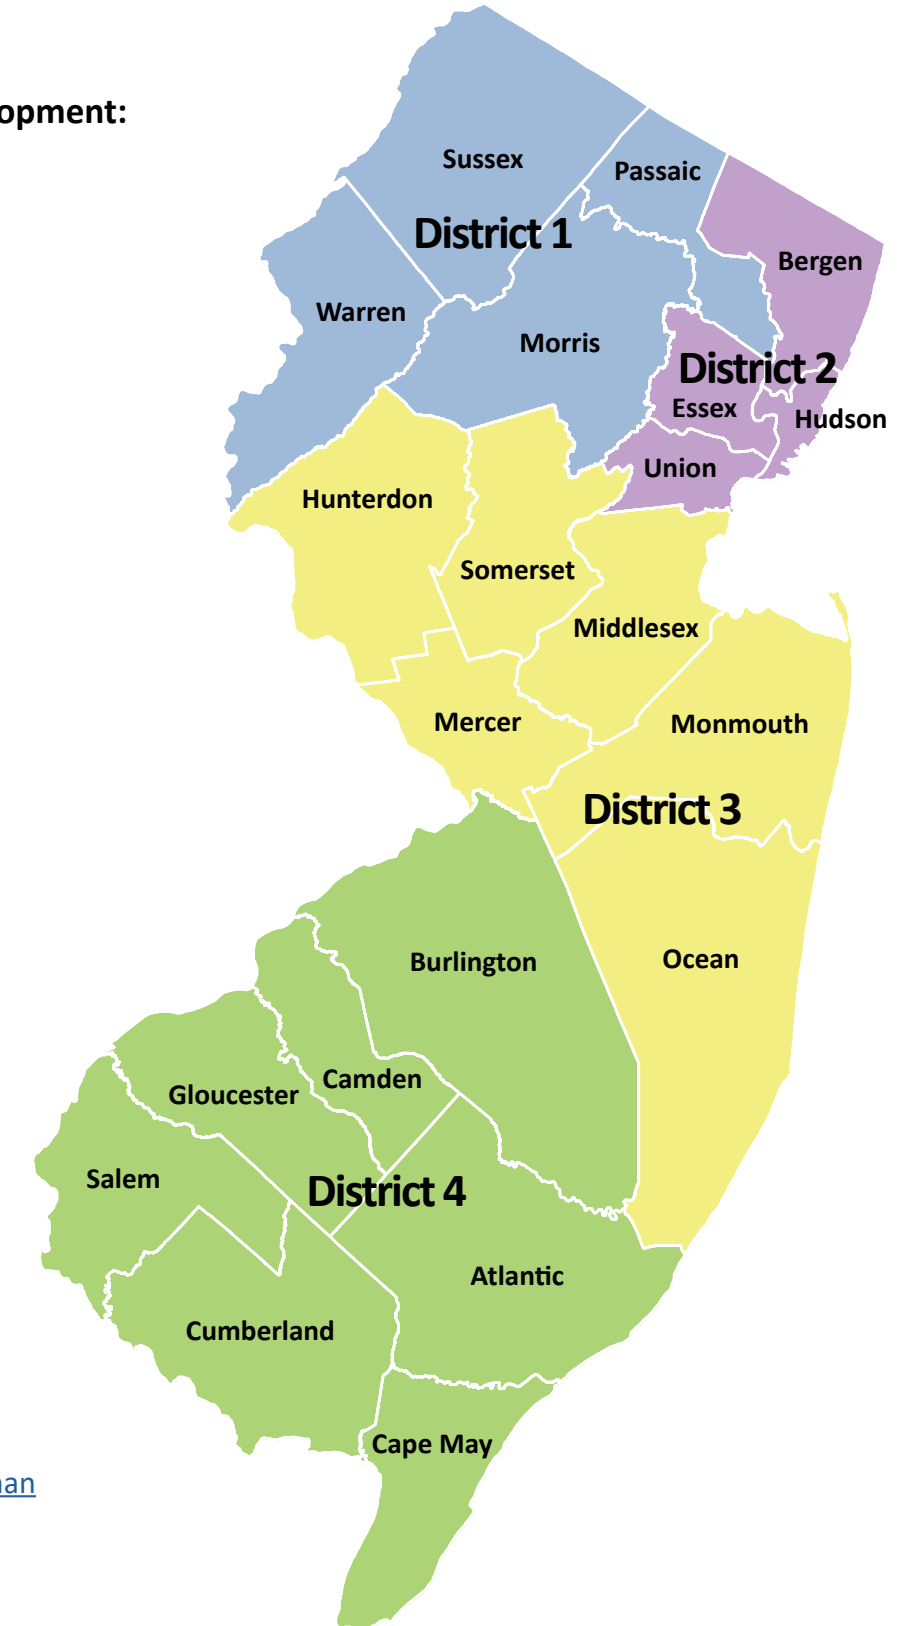 opment:
Sussex
Passaic
District 1
Bergen
Warren
Morris
District 2
Essex
Hudson
Union
Hunterdon
Somerset
Middlesex
Mercer
Monmouth
District 3
Burlington
Ocean
Camden
Gloucester
Salem
District 4
Atlantic
Cumberland
Cape May
nan